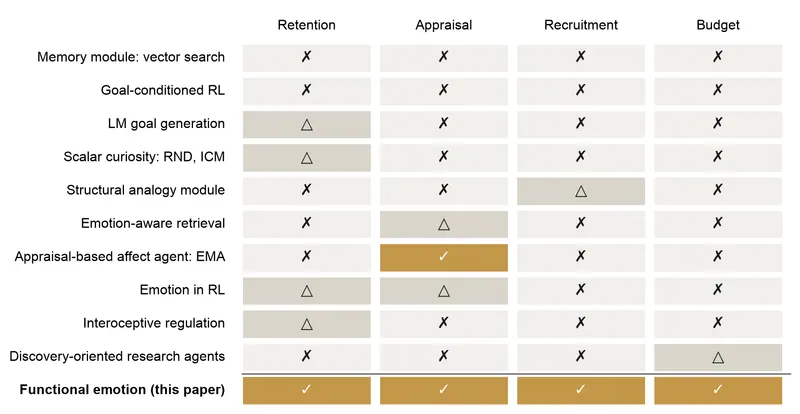 Retention Appraisal Recruitment Budget
Memory module: vector search ✗ ✗ ✗ ✗
Goal-conditioned RL ✗ ✗ ✗ ✗
LM goal generation △ ✗ ✗ ✗
Scalar curiosity: RND, ICM △ ✗ ✗ ✗
Structural analogy module ✗ ✗ △ ✗
Emotion-aware retrieval ✗ △ ✗ ✗
Appraisal-based affect agent: EMA ✗ ✓ ✗ ✗
Emotion in RL △ △ ✗ ✗
Interoceptive regulation △ ✗ ✗ ✗
Discovery-oriented research agents ✗ ✗ ✗ △
Functional emotion (this paper) ✓ ✓ ✓ ✓